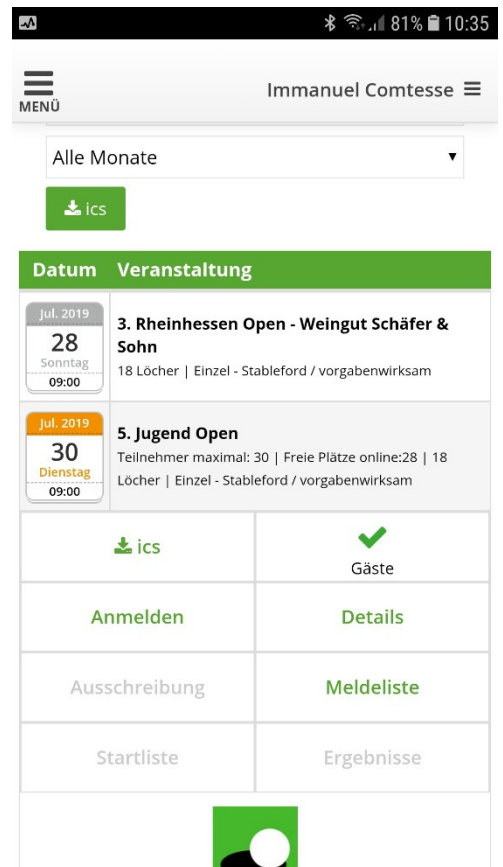 81% 10:35
MENÜ
Immanuel Comtesse
Alle Monate
ics
Datum Veranstaltung
Jul. 2019
28
Sonntag
09:00
3. Rheinhessen Open - Weingut Schäfer &
Sohn
18 Löcher | Einzel - Stableford / vorgabenwirksam
Jul. 2019
30
Dienstag
09:00
5. Jugend Open
Teilnehmer maximal: 30 | Freie Plätze online:28 | 18
Löcher | Einzel - Stableford / vorgabenwirksam
ics
Gäste
Anmelden
Details
Ausschreibung
Meldeliste
Startliste
Ergebnisse